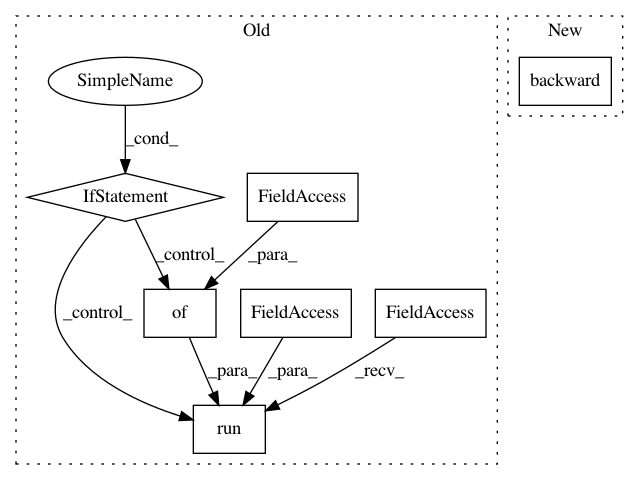 Old
New
SimpleName
backward
_cond_
IfStatement
FieldAccess
_control_
_para_
_control_
of
FieldAccess
FieldAccess
_para_
_para_
_recv_
run